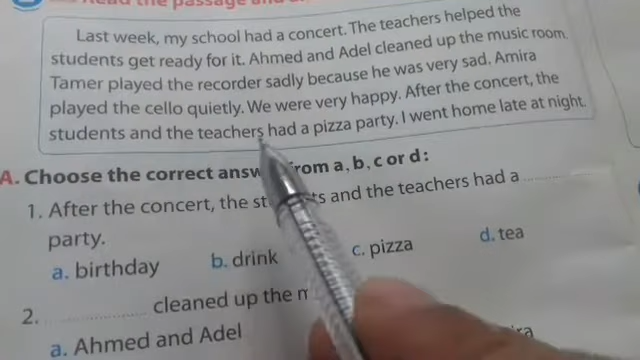 Read the passage and
Last week, my school had a concert. The teachers helped the
students get ready for it. Ahmed and Adel cleaned up the music room.
Tamer played the recorder sadly because he was very sad. Amira
played the cello quietly. We were very happy. After the concert, the
students and the teachers had a pizza party. I went home late at night.
A. Choose the correct from a, b, c or d:
1. After the concert, the and the teachers had a ..........
party.
a. birthday b. drink c. pizza d. tea
2. .................... cleaned up the
a. Ahmed and Adel